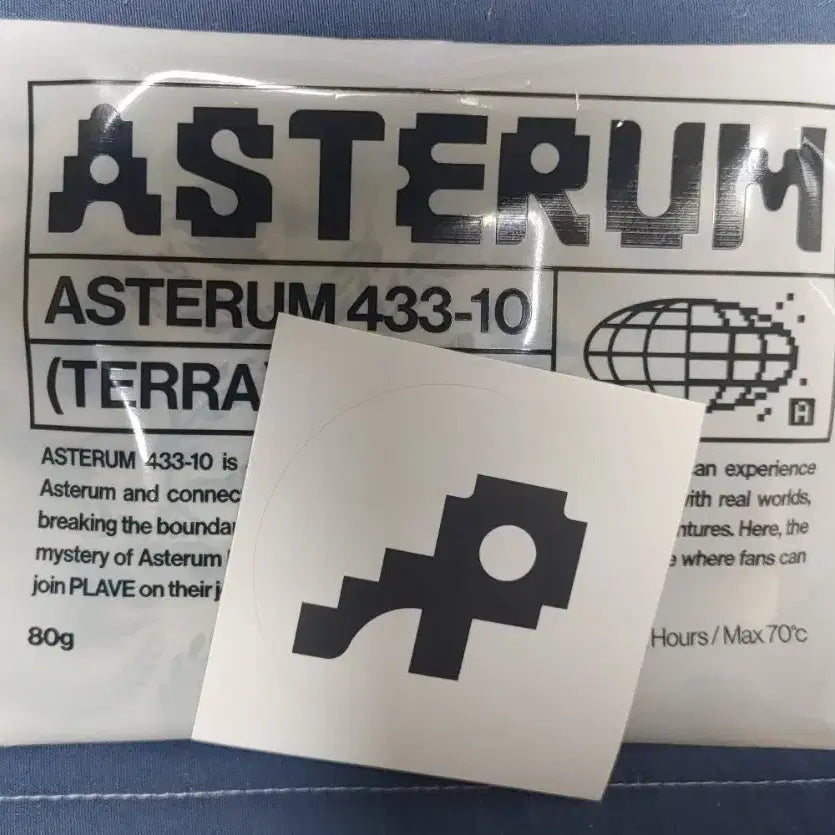 ASTERUM
ASTERUM 433-10
(TERRA)
A
ASTERUM 433-10 is an experience
Asterum and connec with real worlds,
breaking the bounda ntures. Here, the
mystery of Asterum where fans can
join PLAVE on their j
80g
Hours / Max 70℃